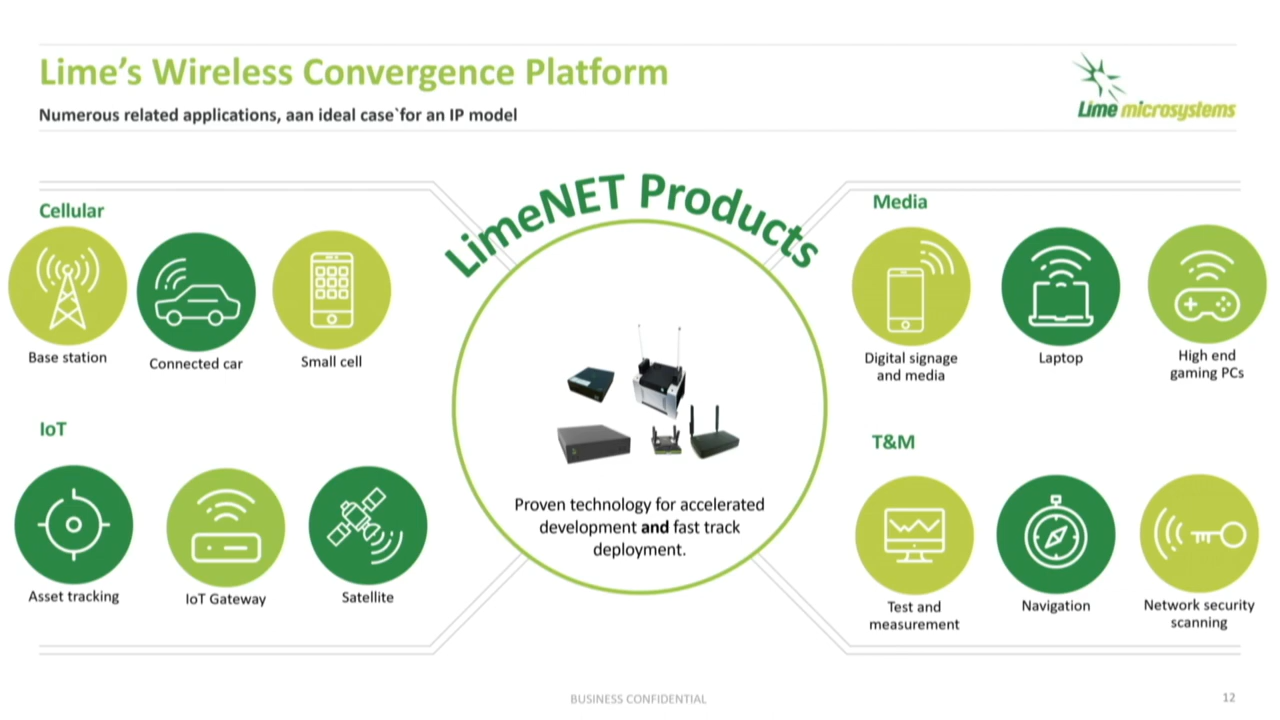 Lime's Wireless Convergence Platform
Numerous related applications, aan ideal case`for an IP model
Lime microsystems
LimeNET Products
Cellular
Base station
Connected car
Small cell
IoT
Asset tracking
IoT Gateway
Satellite
Proven technology for accelerated
development and fast track
deployment.
Media
Digital signage
and media
Laptop
High end
gaming PCs
T&M
Test and
measurement
Navigation
Network security
scanning
BUSINESS CONFIDENTIAL
12